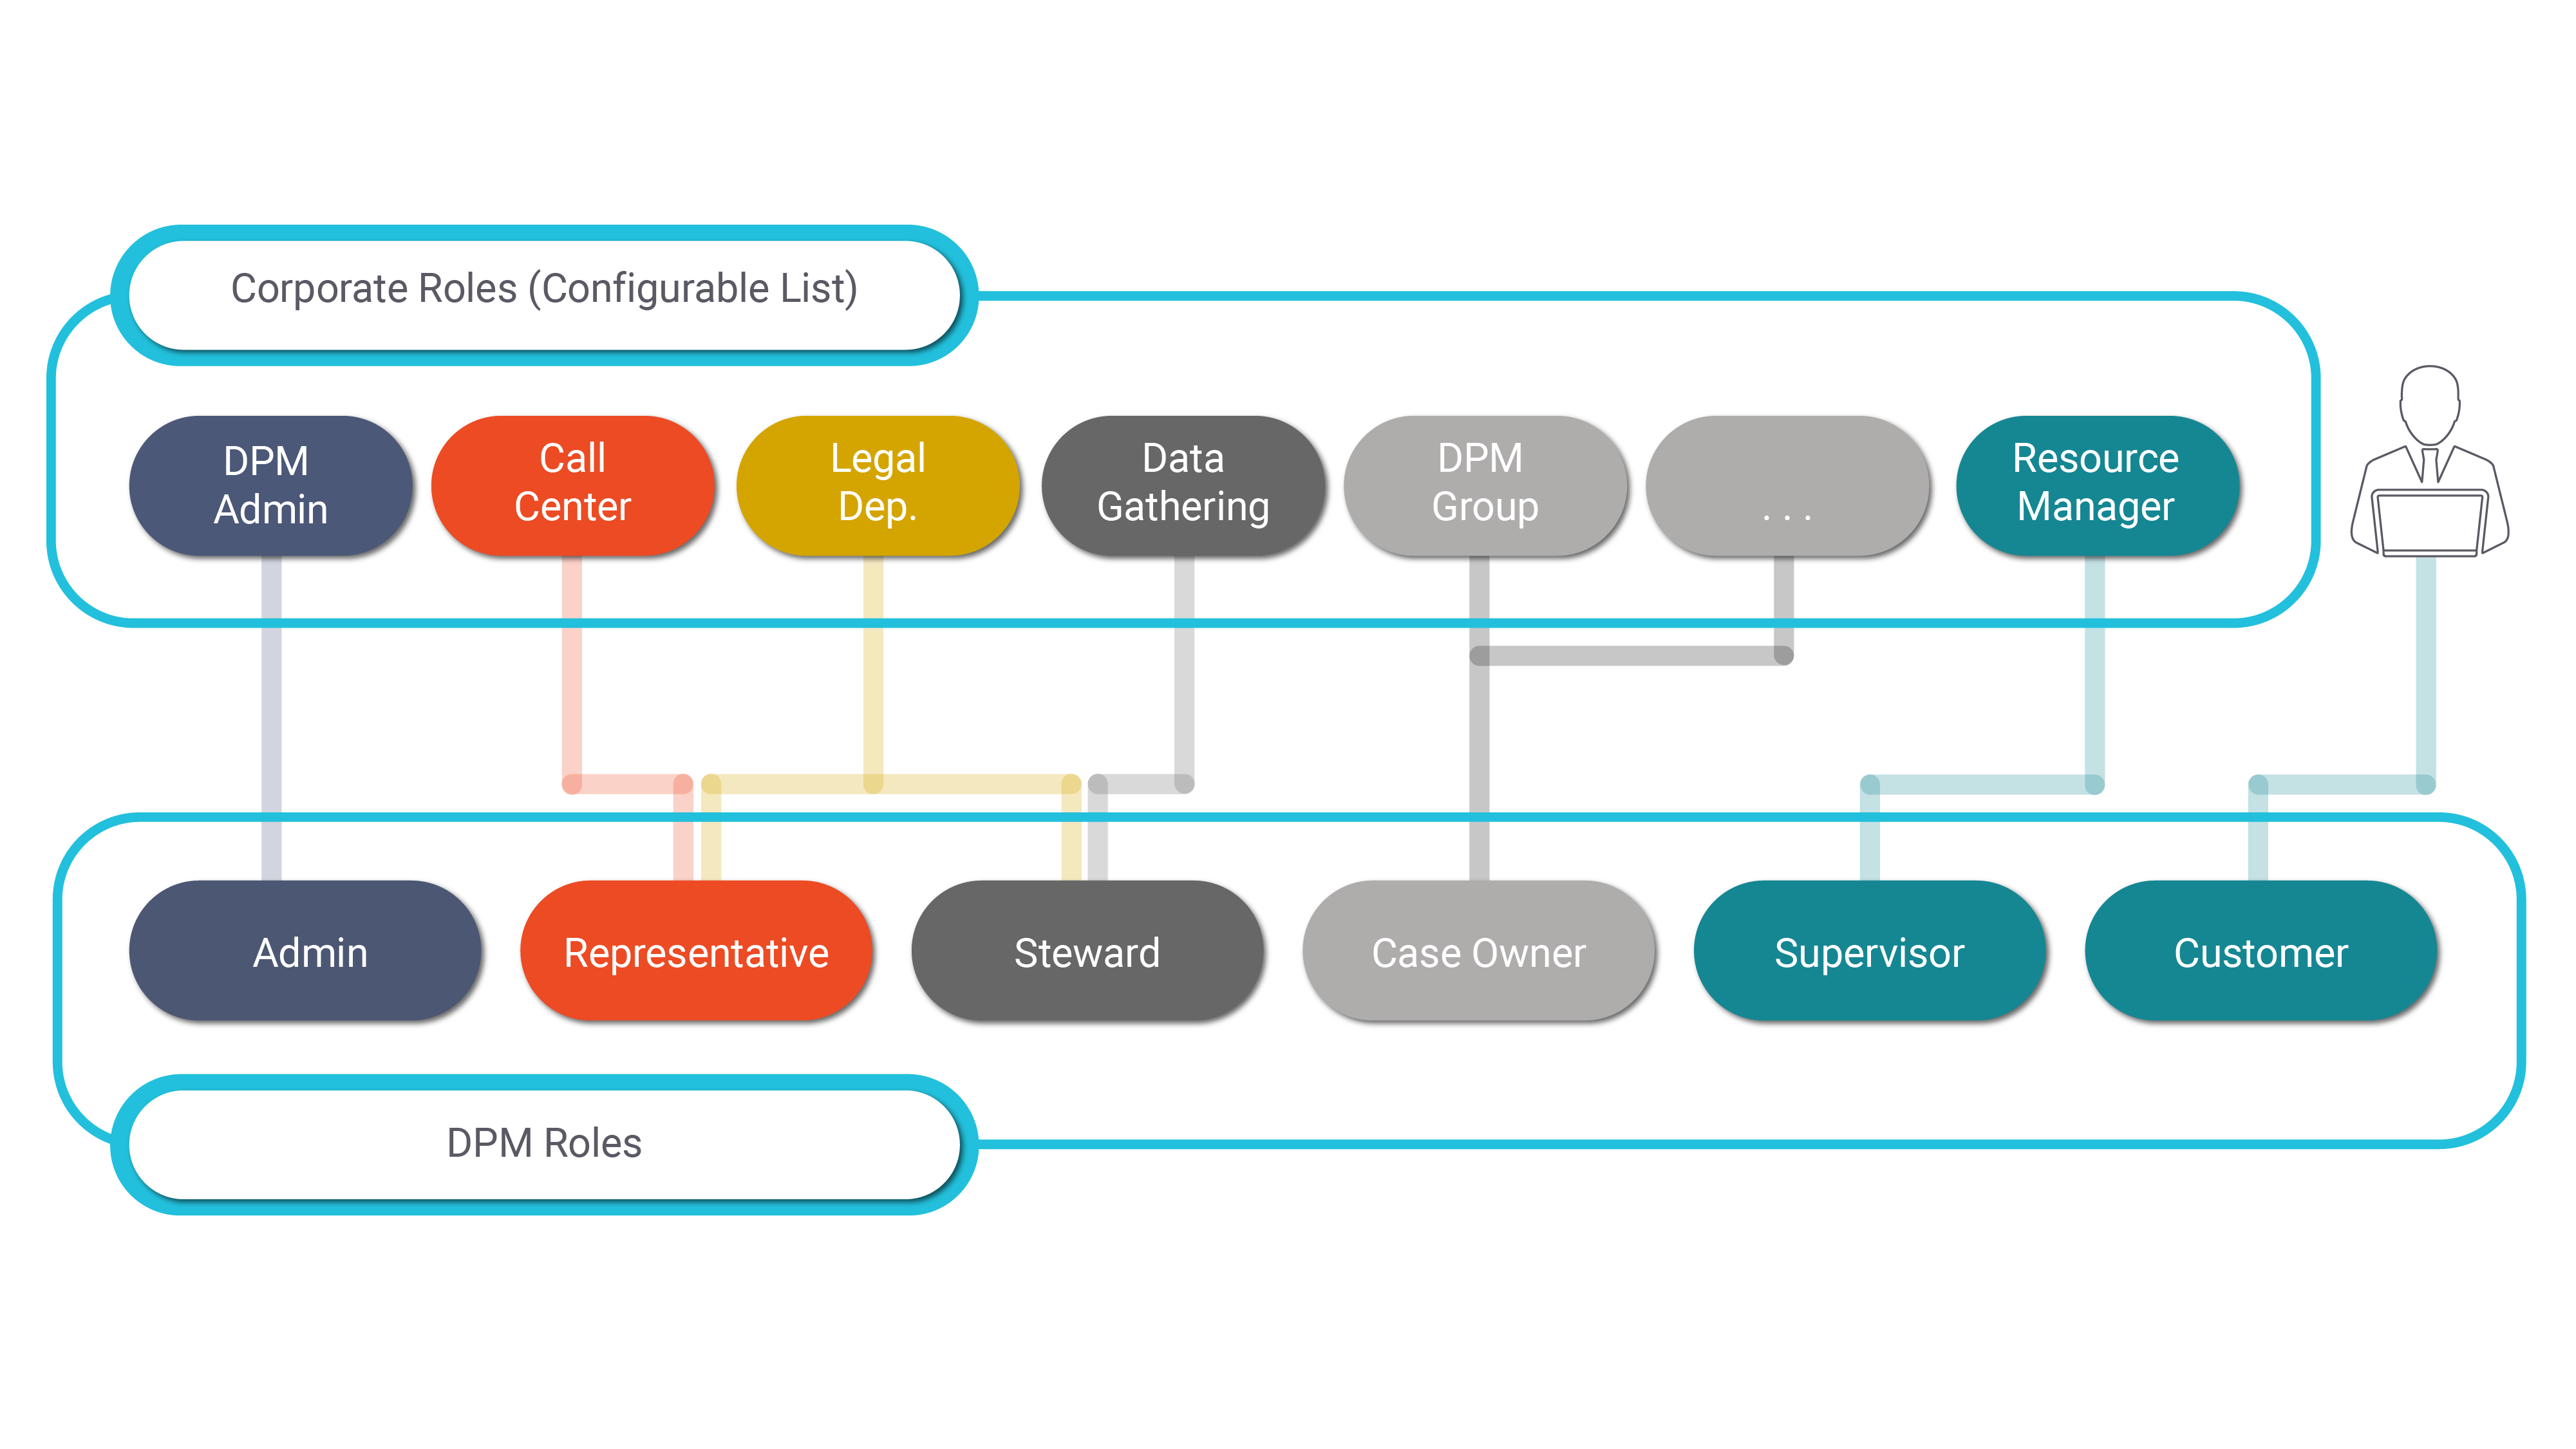 Corporate Roles (Configurable List)
DPM
Admin
Call
Center
Legal
Dep.
Data
Gathering
DPM
Group
. . .
Resource
Manager
Admin
Representative
Steward
Case Owner
Supervisor
Customer
DPM Roles